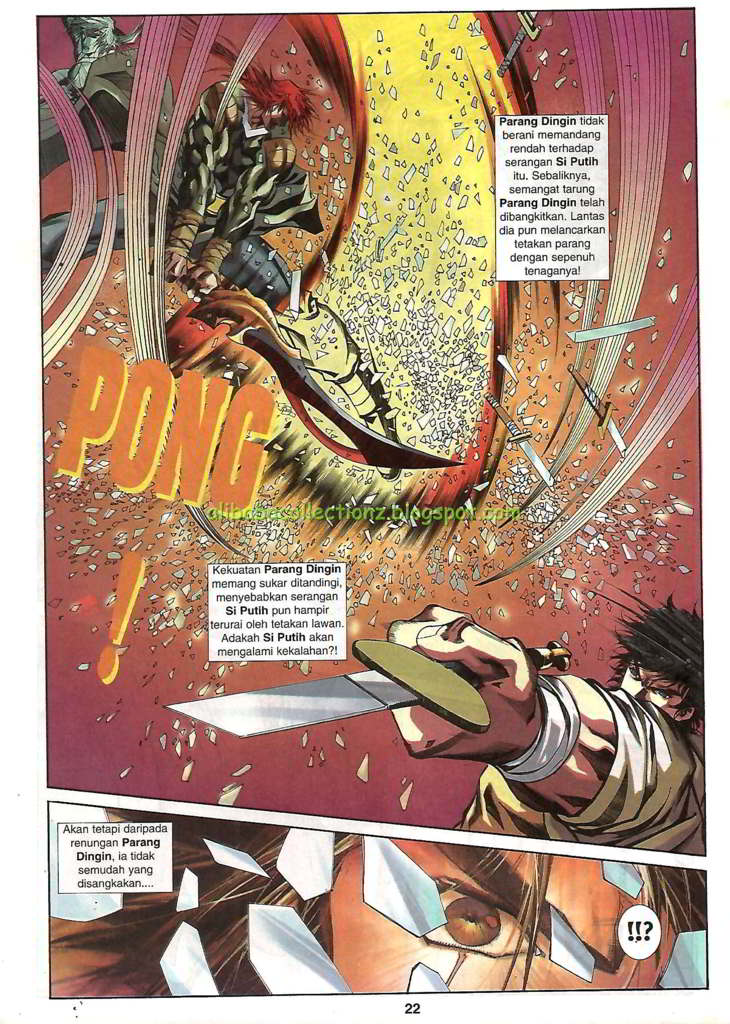 Parang Dingin tidak
berani memandang
rendah terhadap
serangan Si Putih
itu. Sebaliknya,
semangat tarung
Parang Dingin telah
dibangkitkan. Lantas
dia pun melancarkan
tetakan parang
dengan sepenuh
tenaganya!
PONG
!
alibabacollectionz.blogspot.com
Kekuatan Parang Dingin
memang sukar ditandingi,
menyebabkan serangan
Si Putih pun hampir
terurai oleh tetakan lawan.
Adakah Si Putih akan
mengalami kekalahan?!
Akan tetapi daripada
renungan Parang
Dingin, ia tidak
semudah yang
disangkakan....
!!?
22